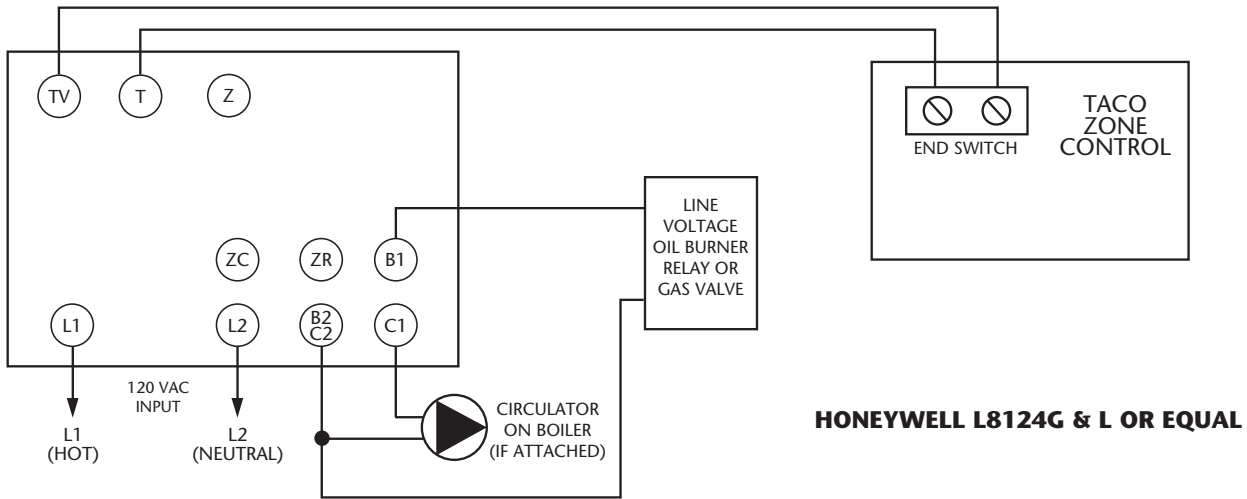 TV
T
Z
TACO
ZONE
CONTROL
END SWITCH
LINE
VOLTAGE
OIL BURNER
RELAY OR
GAS VALVE
ZC
ZR
B1
L1
L2
B2
C2
C1
120 VAC
INPUT
L1
(HOT)
L2
(NEUTRAL)
CIRCULATOR
ON BOILER
(IF ATTACHED)
HONEYWELL L8124G & L OR EQUAL